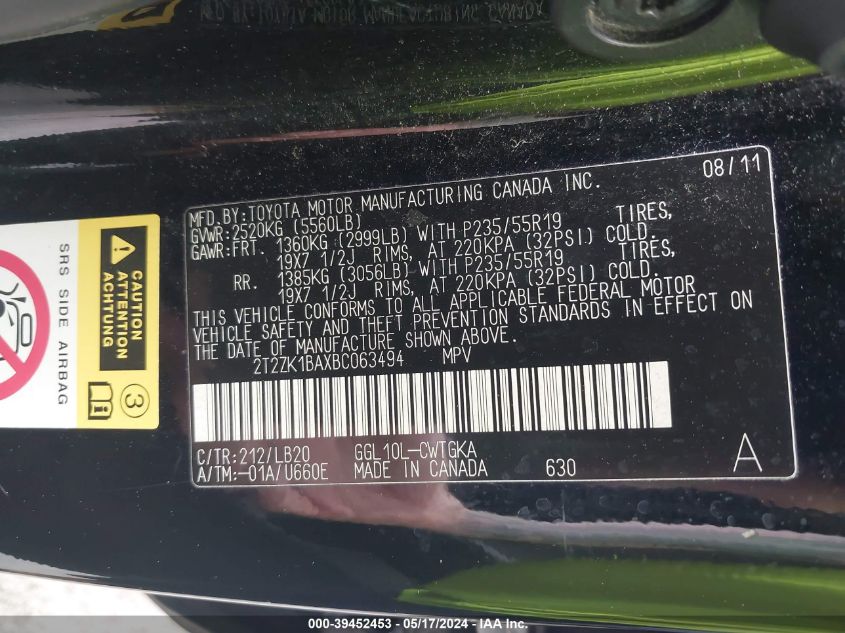 MFD. BY: TOYOTA MOTOR MANUFACTURING CANADA INC. 08/11
GVWR: 2520KG (5560LB)
GAWR: FRT. 1360KG (2999LB) WITH P235/55R19 TIRES,
19X7 1/2J RIMS, AT 220KPA (32PSI) COLD.
RR. 1385KG (3056LB) WITH P235/55R19 TIRES,
19X7 1/2J RIMS, AT 220KPA (32PSI) COLD.
THIS VEHICLE CONFORMS TO ALL APPLICABLE FEDERAL MOTOR
VEHICLE SAFETY AND THEFT PREVENTION STANDARDS IN EFFECT ON
THE DATE OF MANUFACTURE SHOWN ABOVE.
2T2ZK1BAXBC063494 MPV
C/TR: 212/LB20 GGL10L-CWTGKA
A/TM: -01A/U660E MADE IN CANADA 630 A
SRS SIDE AIRBAG
CAUTION
ATTENTION
ACHTUNG
3
000-39452453 - 05/17/2024 - IAAI.com